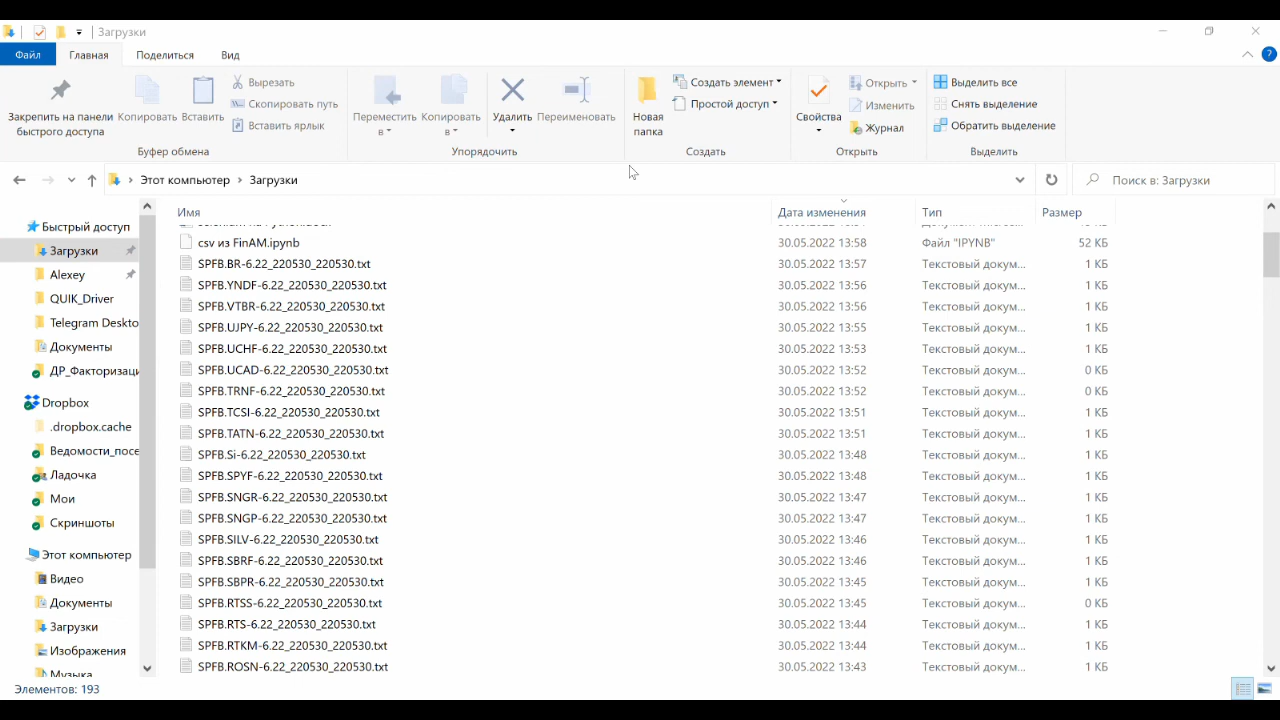 Загрузки
Файл Главная Поделиться Вид
Закрепить на панели быстрого доступа
Копировать
Вставить
Вырезать
Скопировать путь
Вставить ярлык
Буфер обмена
Переместить в
Копировать в
Удалить
Переименовать
Упорядочить
Новая папка
Создать элемент
Простой доступ
Создать
Свойства
Открыть
Изменить
Журнал
Открыть
Выделить все
Снять выделение
Обратить выделение
Выделить
Этот компьютер > Загрузки
Поиск в: Загрузки
Быстрый доступ
Загрузки
Alexey
QUIK_Driver
Telegram Deskto
Документы
ДР_Факторизаци
Dropbox
.dropbox.cache
Ведомости_посе
Ладочка
Мои
Скриншоты
Этот компьютер
Видео
Документы
Загрузки
Изображения
Музыка
Имя Дата изменения Тип Размер
csv из FinAM.ipynb 30.05.2022 13:58 Файл "IPYNB" 52 КБ
SPFB.BR-6.22_220530_220530.txt 30.05.2022 13:57 Текстовый докум... 1 КБ
SPFB.YNDF-6.22_220530_220530.txt 30.05.2022 13:56 Текстовый докум... 1 КБ
SPFB.VTBR-6.22_220530_220530.txt 30.05.2022 13:56 Текстовый докум... 1 КБ
SPFB.UJPY-6.22_220530_220530.txt 30.05.2022 13:55 Текстовый докум... 1 КБ
SPFB.UCHF-6.22_220530_220530.txt 30.05.2022 13:53 Текстовый докум... 1 КБ
SPFB.UCAD-6.22_220530_220530.txt 30.05.2022 13:52 Текстовый докум... 0 КБ
SPFB.TRNF-6.22_220530_220530.txt 30.05.2022 13:52 Текстовый докум... 0 КБ
SPFB.TCSI-6.22_220530_220530.txt 30.05.2022 13:51 Текстовый докум... 1 КБ
SPFB.TATN-6.22_220530_220530.txt 30.05.2022 13:51 Текстовый докум... 1 КБ
SPFB.Si-6.22_220530_220530.txt 30.05.2022 13:48 Текстовый докум... 1 КБ
SPFB.SPYF-6.22_220530_220530.txt 30.05.2022 13:48 Текстовый докум... 1 КБ
SPFB.SNGR-6.22_220530_220530.txt 30.05.2022 13:47 Текстовый докум... 1 КБ
SPFB.SNGP-6.22_220530_220530.txt 30.05.2022 13:47 Текстовый докум... 1 КБ
SPFB.SILV-6.22_220530_220530.txt 30.05.2022 13:46 Текстовый докум... 1 КБ
SPFB.SBRF-6.22_220530_220530.txt 30.05.2022 13:46 Текстовый докум... 1 КБ
SPFB.SBPR-6.22_220530_220530.txt 30.05.2022 13:45 Текстовый докум... 1 КБ
SPFB.RTSS-6.22_220530_220530.txt 30.05.2022 13:45 Текстовый докум... 0 КБ
SPFB.RTS-6.22_220530_220530.txt 30.05.2022 13:44 Текстовый докум... 1 КБ
SPFB.RTKM-6.22_220530_220530.txt 30.05.2022 13:44 Текстовый докум... 1 КБ
SPFB.ROSN-6.22_220530_220530.txt 30.05.2022 13:43 Текстовый докум... 1 КБ
Элементов: 193